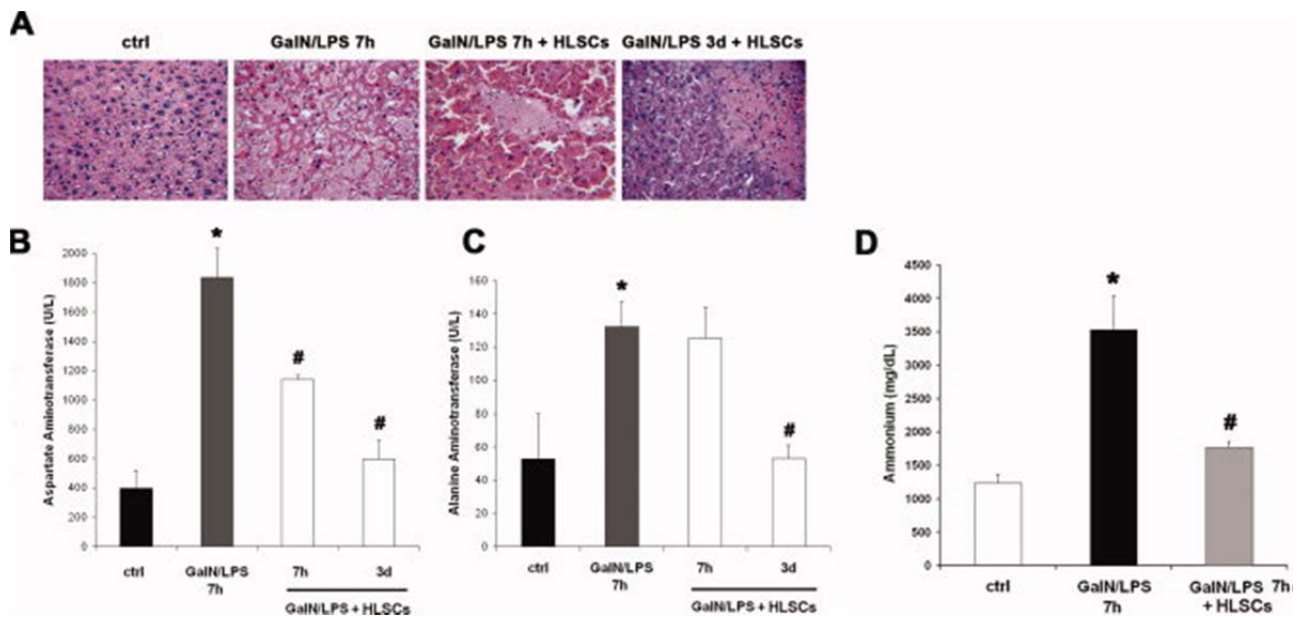 A
ctrl GalN/LPS 7h GalN/LPS 7h + HLSCs GalN/LPS 3d + HLSCs
B
*
#
#
Aspartate Aminotransferase (U/L)
2000
1800
1600
1400
1200
1000
800
600
400
200
0
ctrl GalN/LPS 7h 3d
7h
GalN/LPS + HLSCs
C
*
#
Alanine Aminotransferase (U/L)
160
140
120
100
80
60
40
20
0
ctrl GalN/LPS 7h 3d
7h
GalN/LPS + HLSCs
D
*
#
Ammonium (mg/dL)
4500
4000
3500
3000
2500
2000
1500
1000
500
0
ctrl GalN/LPS GalN/LPS 7h
7h + HLSCs